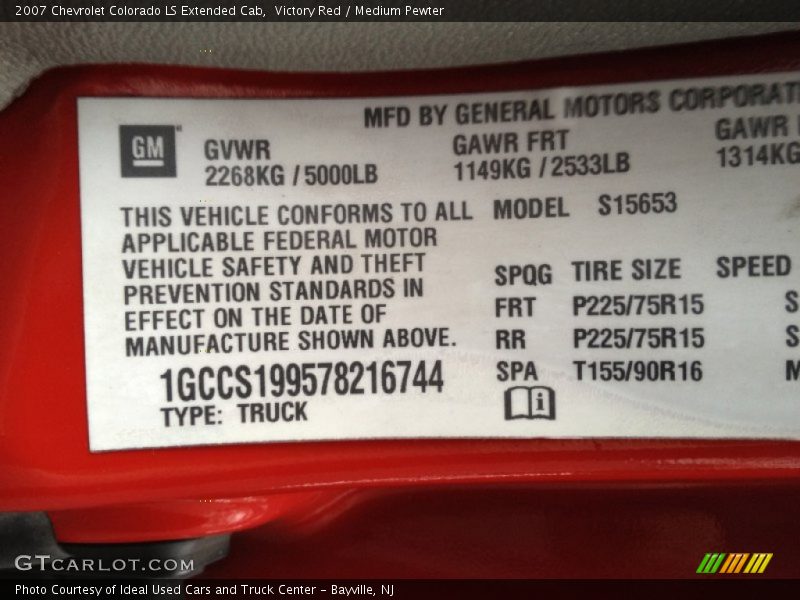 2007 Chevrolet Colorado LS Extended Cab, Victory Red / Medium Pewter
MFD BY GENERAL MOTORS CORPORAT
GM
GVWR
2268KG / 5000LB
GAWR FRT
1149KG / 2533LB
GAWR
1314KG
THIS VEHICLE CONFORMS TO ALL
APPLICABLE FEDERAL MOTOR
VEHICLE SAFETY AND THEFT
PREVENTION STANDARDS IN
EFFECT ON THE DATE OF
MANUFACTURE SHOWN ABOVE.
1GCCS199578216744
TYPE: TRUCK
MODEL S15653
SPQG TIRE SIZE SPEED
FRT P225/75R15 S
RR P225/75R15 S
SPA T155/90R16 M
i
GTCARLOT.COM
Photo Courtesy of Ideal Used Cars and Truck Center - Bayville, NJ